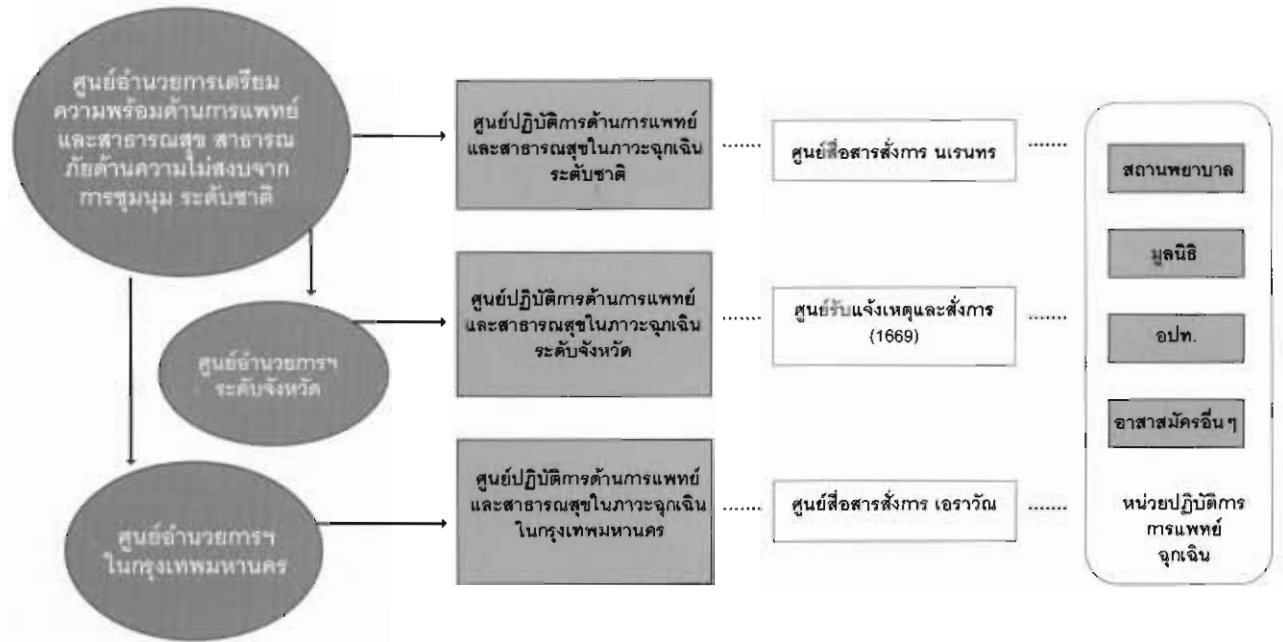 ศูนย์อำนวยการเตรียม
ความพร้อมด้านการแพทย์
และสาธารณสุข สาธารณ
ภัยด้านความไม่สงบจาก
การชุมนุม ระดับชาติ
ศูนย์ปฏิบัติการด้านการแพทย์
และสาธารณสุขในภาวะฉุกเฉิน
ระดับชาติ
ศูนย์สื่อสารสั่งการ นเรนทร
สถานพยาบาล
มูลนิธิ
ศูนย์อำนวยการฯ
ระดับจังหวัด
ศูนย์ปฏิบัติการด้านการแพทย์
และสาธารณสุขในภาวะฉุกเฉิน
ระดับจังหวัด
ศูนย์รับแจ้งเหตุและสั่งการ
(1669)
อปท.
อาสาสมัครอื่นๆ
ศูนย์อำนวยการฯ
ในกรุงเทพมหานคร
ศูนย์ปฏิบัติการด้านการแพทย์
และสาธารณสุขในภาวะฉุกเฉิน
ในกรุงเทพมหานคร
ศูนย์สื่อสารสั่งการ เอราวัณ
หน่วยปฏิบัติการ
การแพทย์
ฉุกเฉิน